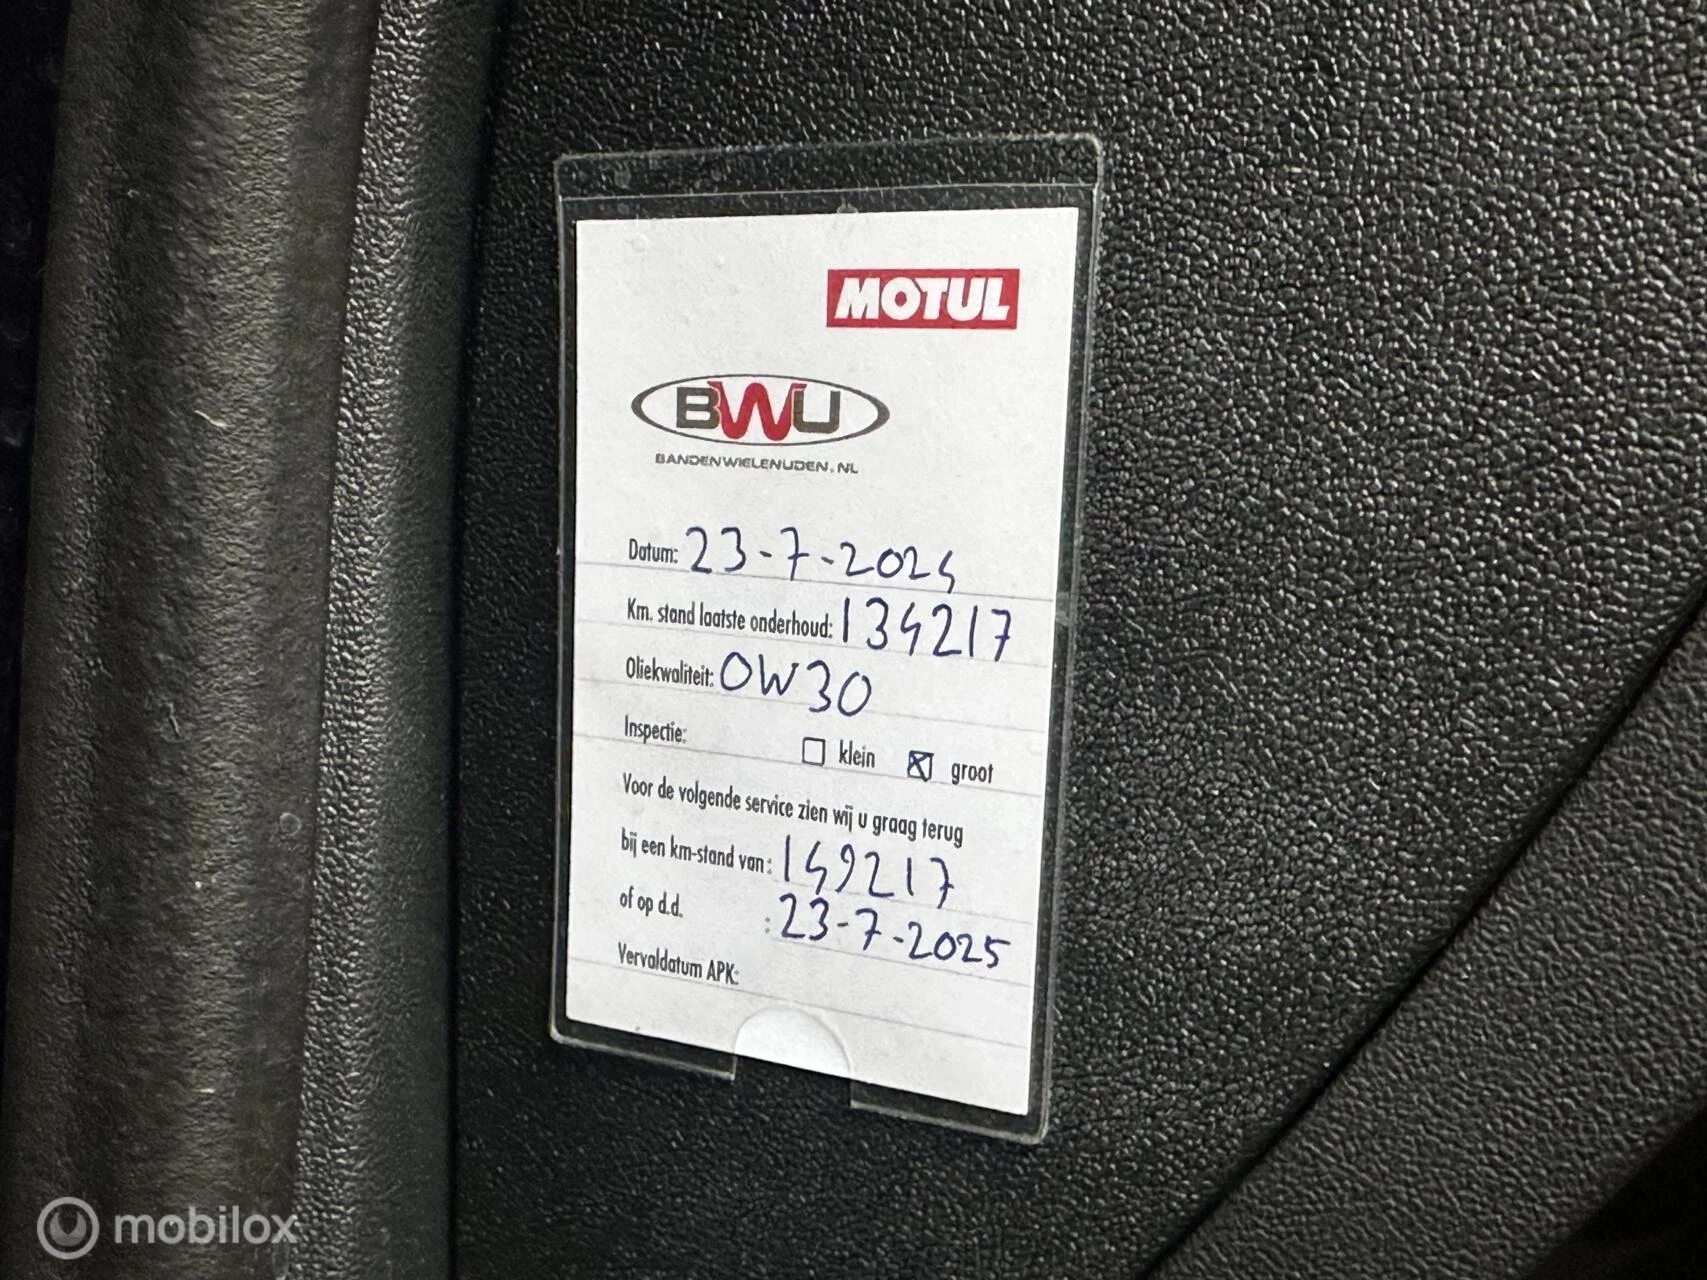 MOTUL
BWU
BANDENWIELENUDEN.NL
Datum: 23-7-2024
Km. stand laatste onderhoud: 134217
Oliekwaliteit: 0W30
Inspectie: klein groot
Voor de volgende service zien wij u graag terug
bij een km-stand van: 149217
of op d.d. : 23-7-2025
Vervaldatum APK:
mobilox